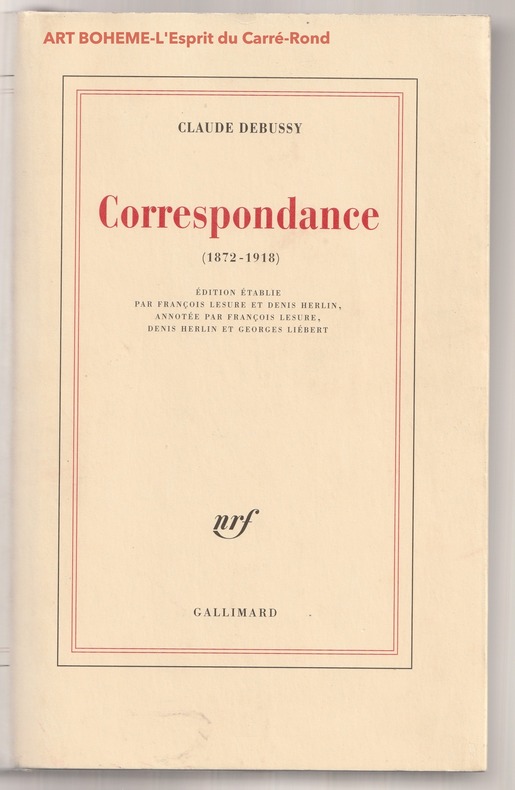 ART BOHEME-L'Esprit du Carré-Rond
CLAUDE DEBUSSY
Correspondance
(1872-1918)
ÉDITION ÉTABLIE
PAR FRANÇOIS LESURE ET DENIS HERLIN,
ANNOTÉE PAR FRANÇOIS LESURE,
DENIS HERLIN ET GEORGES LIÉBERT
nrf
GALLIMARD